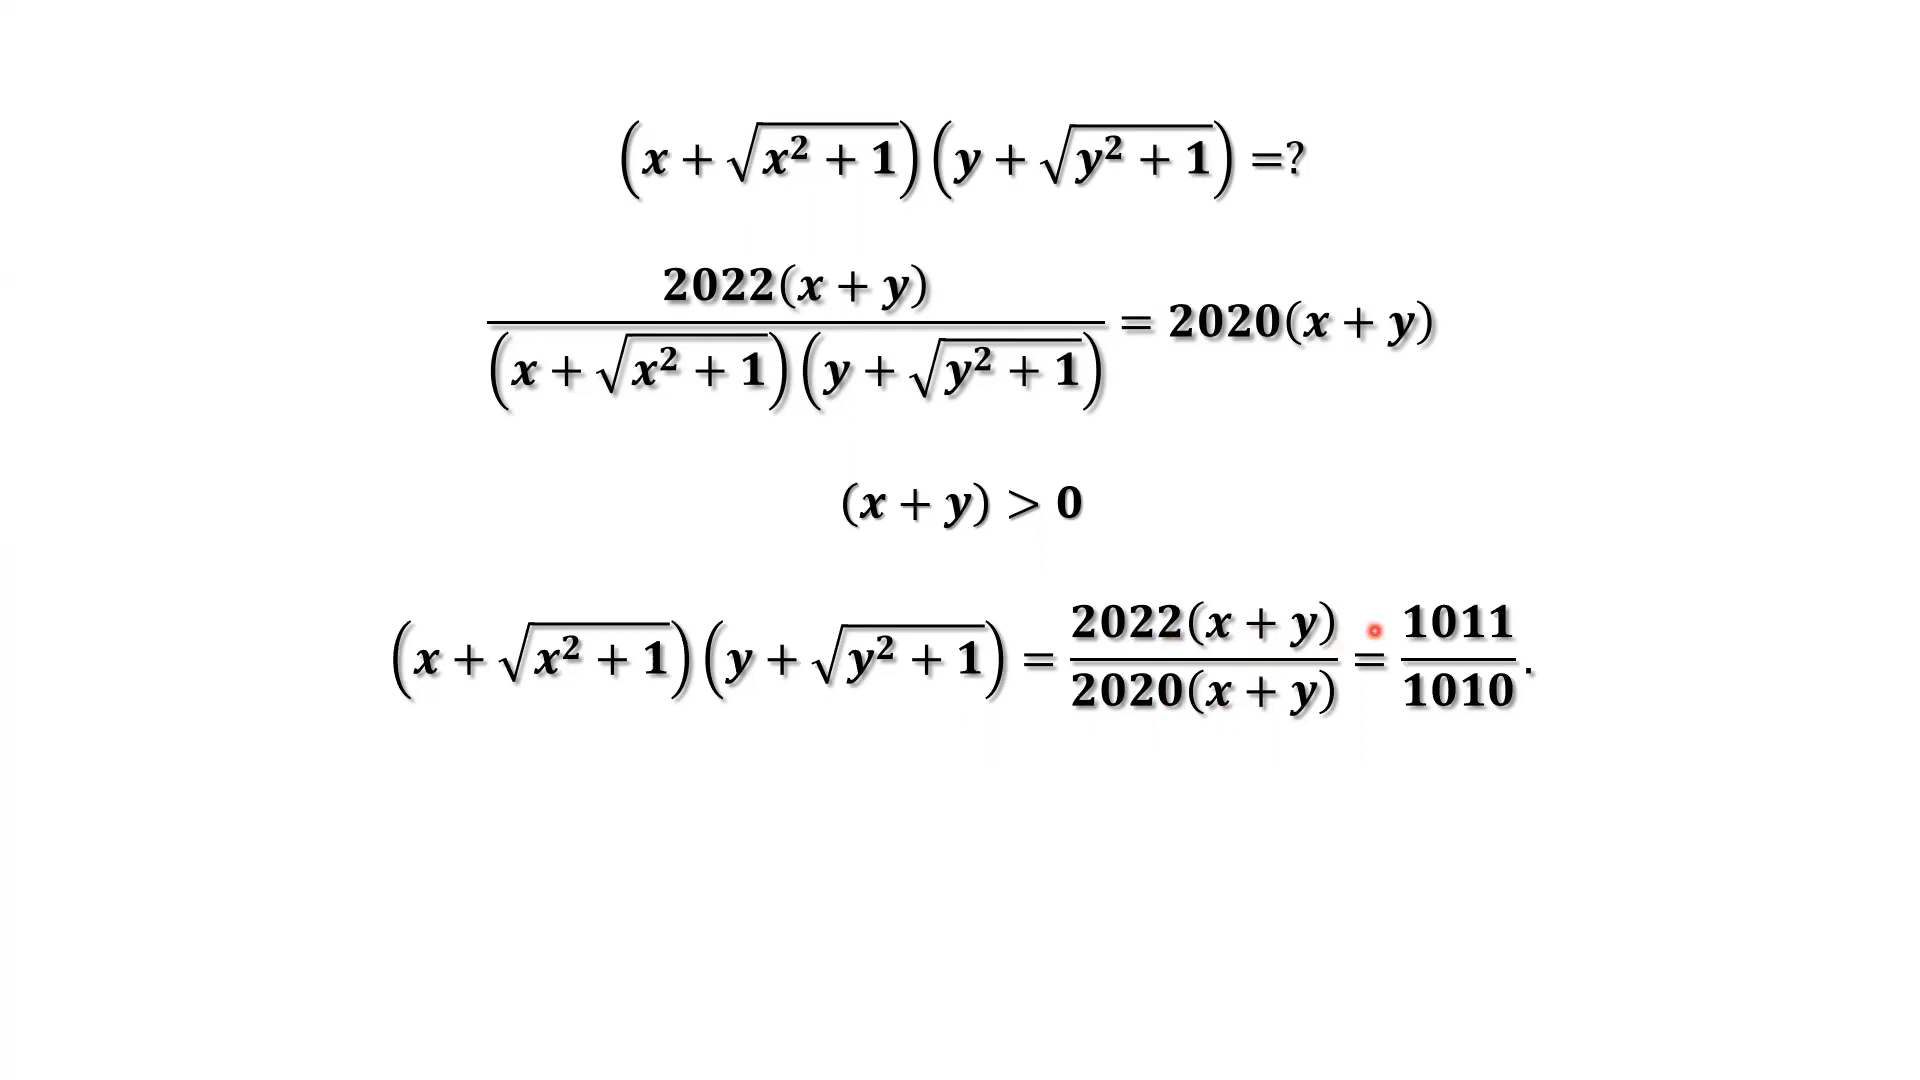 (x + √(x² + 1))(y + √(y² + 1)) =?
2022(x + y) / (x + √(x² + 1))(y + √(y² + 1)) = 2020(x + y)
(x + y) > 0
(x + √(x² + 1))(y + √(y² + 1)) = 2022(x + y) / 2020(x + y) = 1011 / 1010 .